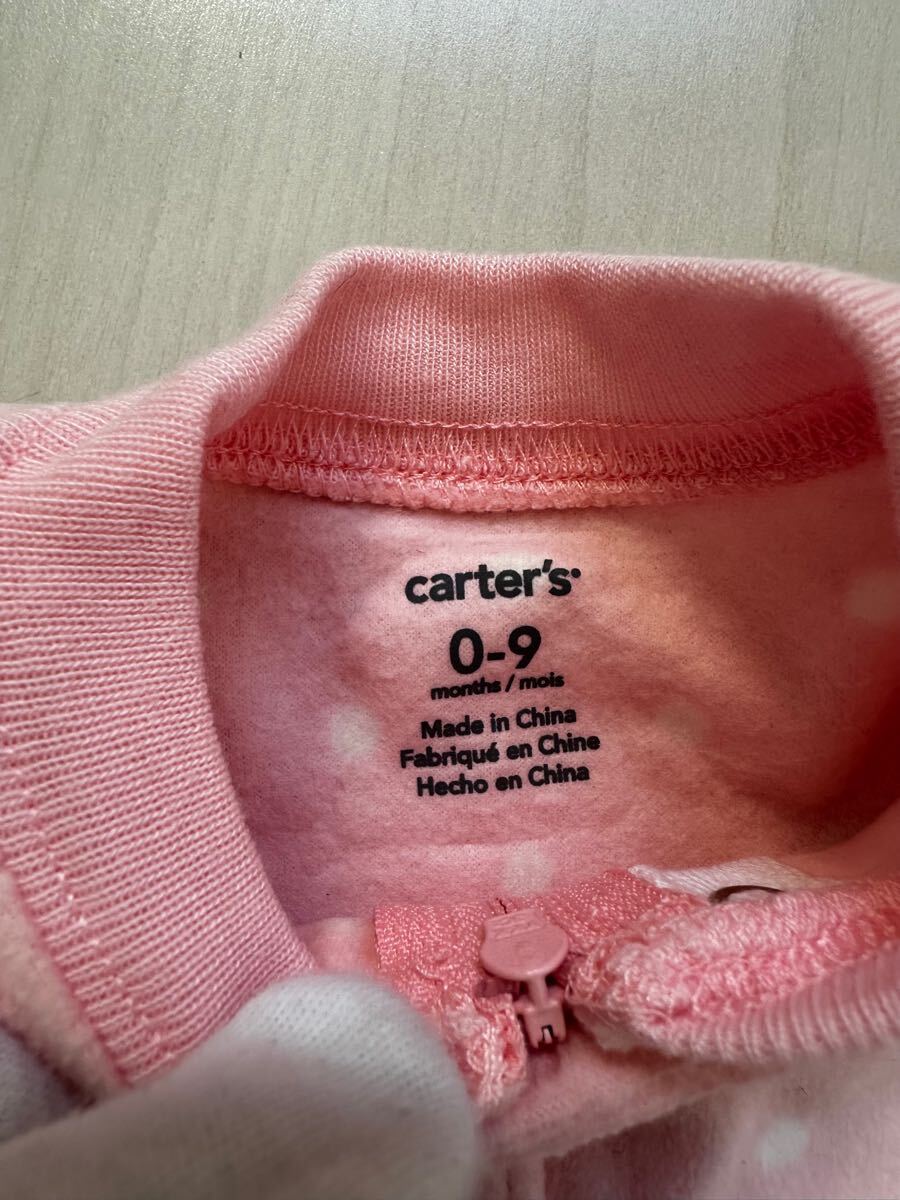 carter's
0-9
months / mois
Made in China
Fabriqué en Chine
Hecho en China